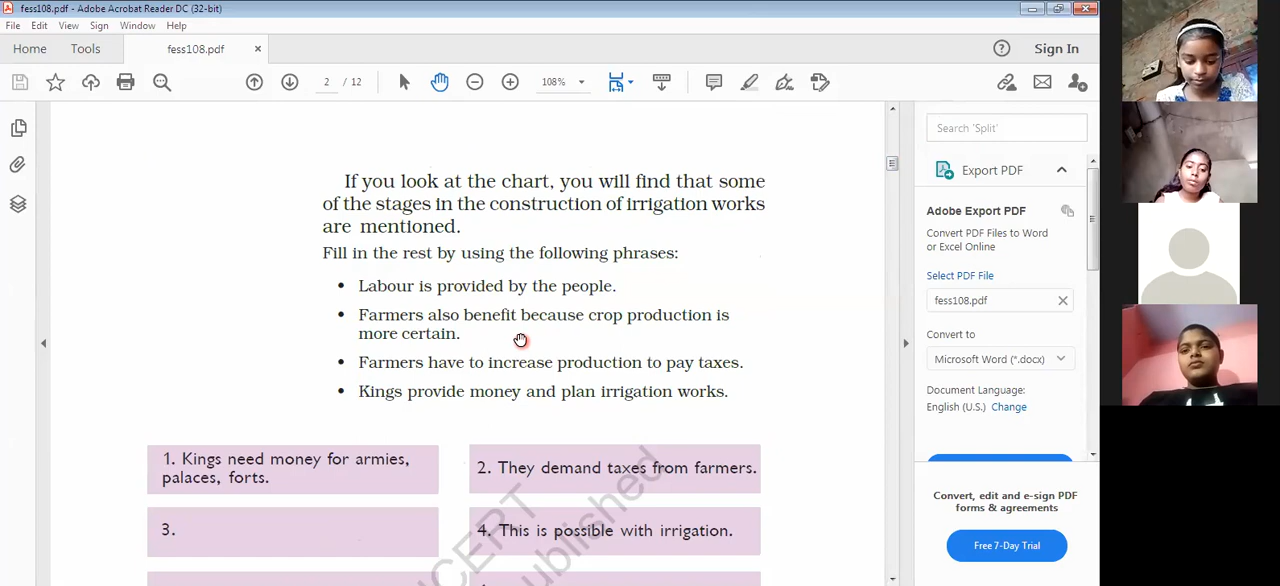 fess108.pdf - Adobe Acrobat Reader DC (32-bit)
File Edit View Sign Window Help
Home Tools fess108.pdf × Sign In
2 / 12 108%
If you look at the chart, you will find that some
of the stages in the construction of irrigation works
are mentioned.
Fill in the rest by using the following phrases:
• Labour is provided by the people.
• Farmers also benefit because crop production is
more certain.
• Farmers have to increase production to pay taxes.
• Kings provide money and plan irrigation works.
1. Kings need money for armies,
palaces, forts.
2. They demand taxes from farmers.
3.
4. This is possible with irrigation.
Search 'Split'
Export PDF
Adobe Export PDF
Convert PDF Files to Word
or Excel Online
Select PDF File
fess108.pdf
Convert to
Microsoft Word (*.docx)
Document Language:
English (U.S.) Change
Convert, edit and e-sign PDF
forms & agreements
Free 7-Day Trial